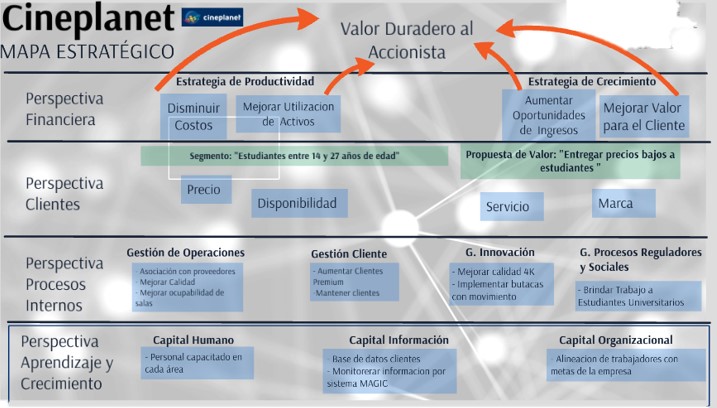 Cineplanet
cineplanet
MAPA ESTRATÉGICO
Valor Duradero al
Accionista
Estrategia de Productividad
Estrategia de Crecimiento
Perspectiva
Financiera
Disminuir
Costos
Mejorar Utilizacion
de Activos
Aumentar
Oportunidades
de Ingresos
Mejorar Valor
para el Cliente
Segmento: "Estudiantes entre 14 y 27 años de edad"
Propuesta de Valor: "Entregar precios bajos a
estudiantes "
Perspectiva
Clientes
Precio
Disponibilidad
Servicio
Marca
Perspectiva
Procesos
Internos
Gestión de Operaciones
- Asociación con proveedores
- Mejorar Calidad
- Mejorar ocupabilidad de
salas
Gestión Cliente
- Aumentar Clientes
Premium
-Mantener clientes
G. Innovación
- Mejorar calidad 4K
- Implementar butacas
con movimiento
G. Procesos Reguladores
y Sociales
- Brindar Trabajo a
Estudiantes Universitarios
Perspectiva
Aprendizaje y
Crecimiento
Capital Humano
- Personal capacitado en
cada área
Capital Información
- Base de datos clientes
- Monitorerar informacion por
sistema MAGIC
Capital Organizacional
- Alineacion de trabajadores con
metas de la empresa